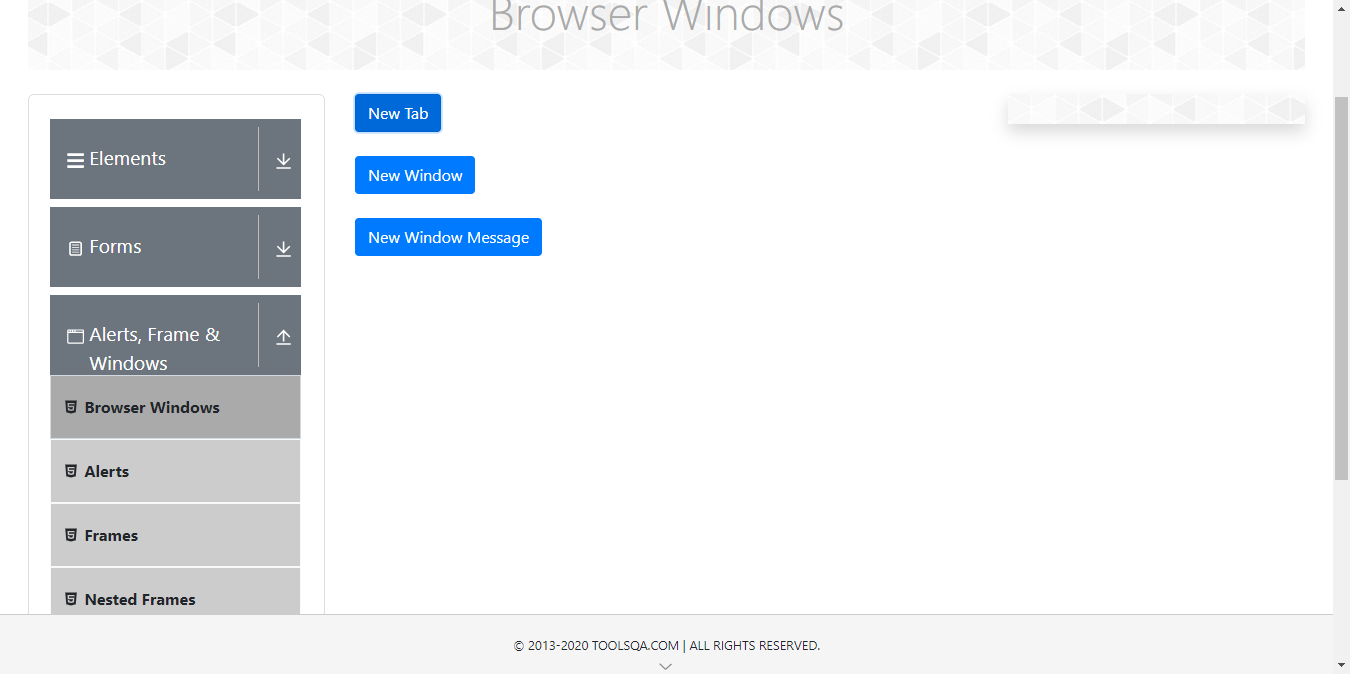 Browser Windows
Elements
Forms
Alerts, Frame &
Windows
Browser Windows
Alerts
Frames
Nested Frames
New Tab
New Window
New Window Message
© 2013-2020 TOOLSQA.COM | ALL RIGHTS RESERVED.